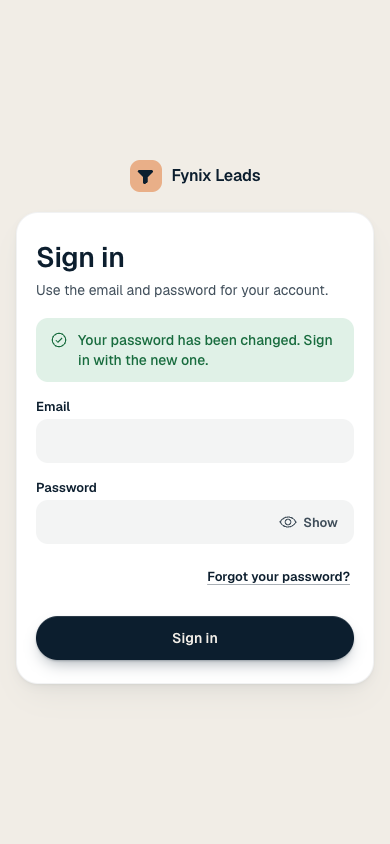 Fynix Leads
Sign in
Use the email and password for your account.
Your password has been changed. Sign
in with the new one.
Email
Password
Show
Forgot your password?
Sign in